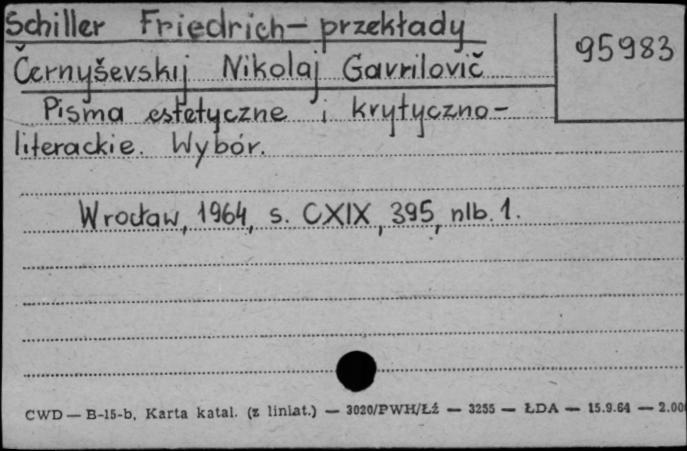 Schiller Friedrich – przekłady
95983
Černyševskij Nikolaj Gavrilovič
Pisma estetyczne i krytyczno-
literackie. Wybór.
Wrocław, 1964, s. CXIX, 395, nlb. 1.
CWD — B-15-b, Karta katal. (z liniat.) — 3020/PWH/Łź — 3255 — ŁDA — 15.9.64 — 2.00